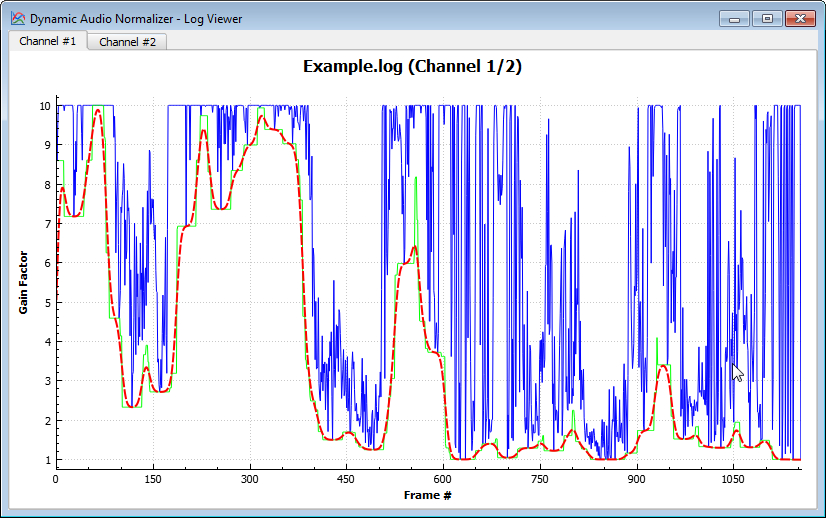 Dynamic Audio Normalizer - Log Viewer
Channel #1
Channel #2
Example.log (Channel 1/2)
Gain Factor
10
9
8
7
6
5
4
3
2
1
0 150 300 450 600 750 900 1050
Frame #